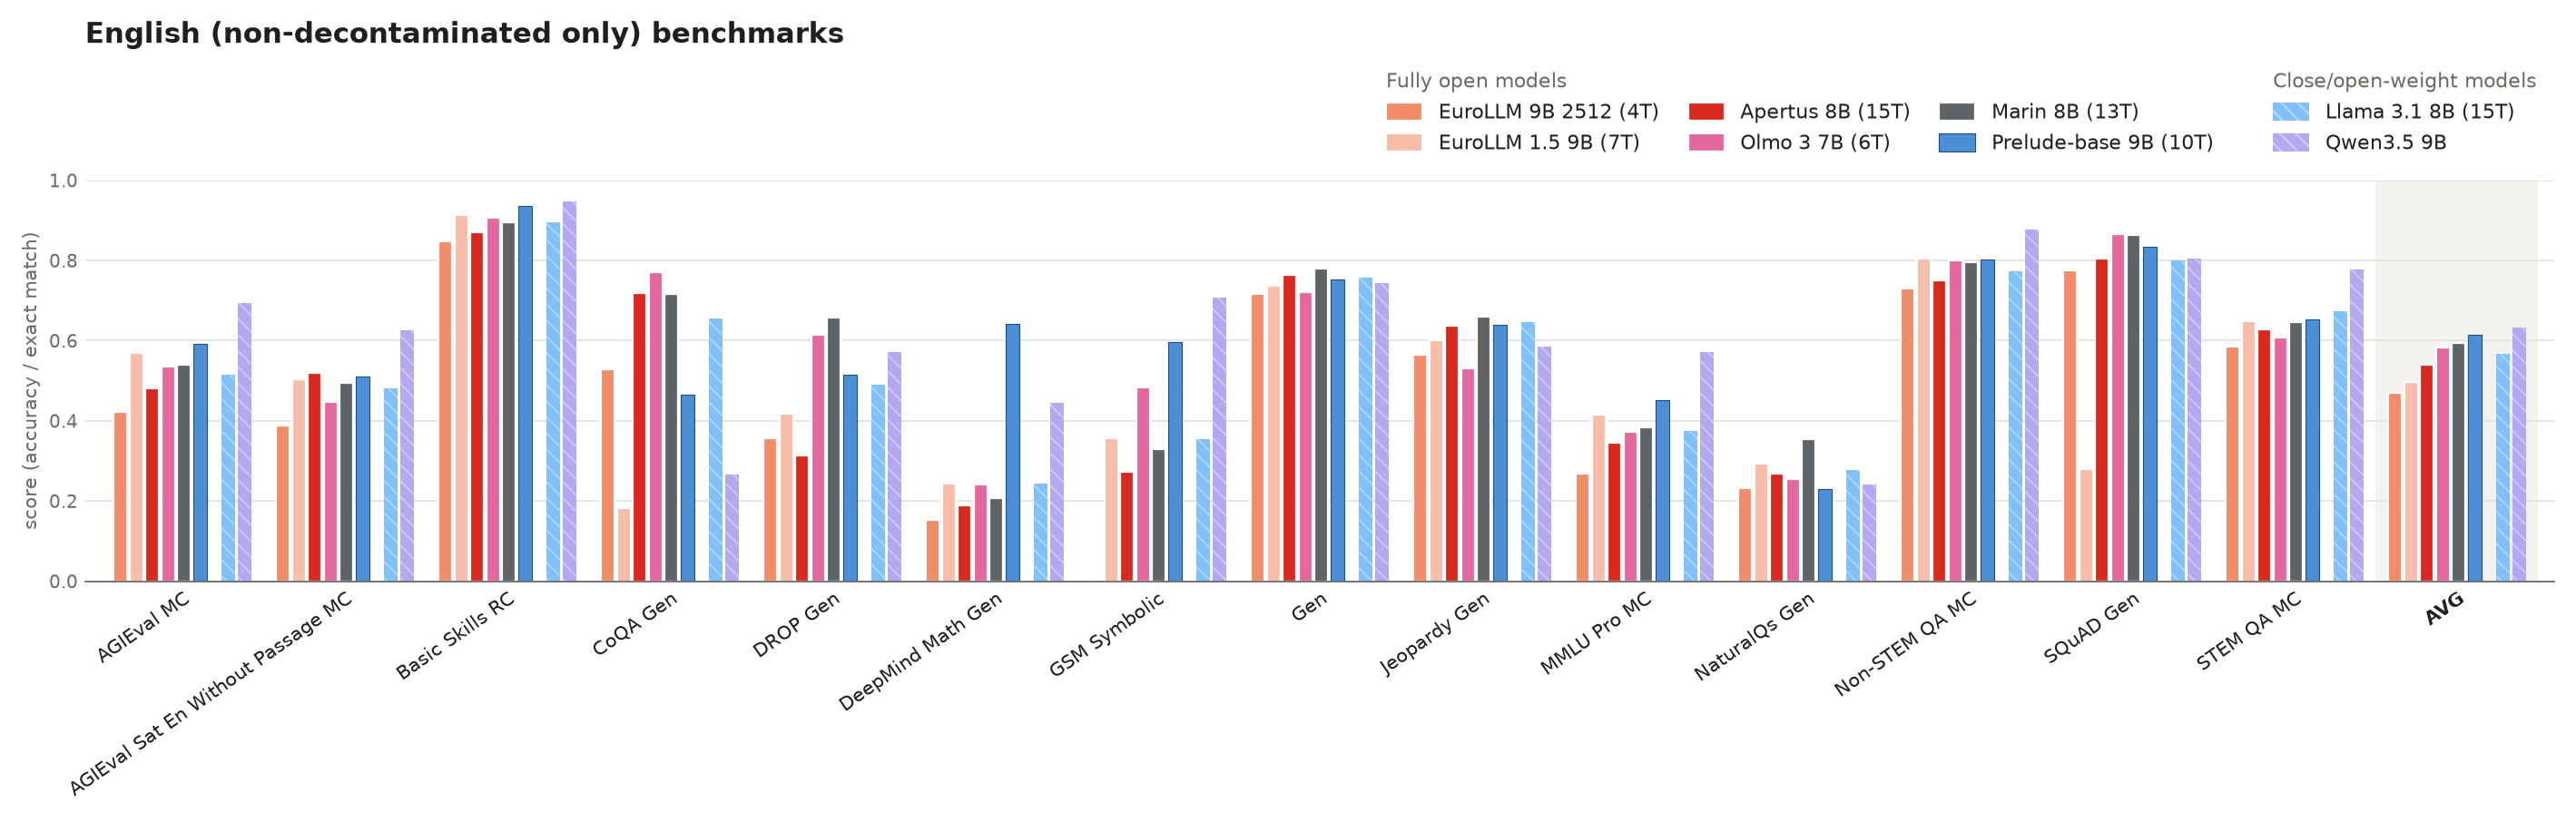 English (non-decontaminated only) benchmarks
Fully open models
Close/open-weight models
EuroLLM 9B 2512 (4T)
Apertus 8B (15T)
Marin 8B (13T)
Llama 3.1 8B (15T)
EuroLLM 1.5 9B (7T)
Olmo 3 7B (6T)
Prelude-base 9B (10T)
Qwen3.5 9B
score (accuracy / exact match)
1.0
0.8
0.6
0.4
0.2
0.0
AGIEval MC
AGIEval Sat En Without Passage MC
Basic Skills RC
CoQA Gen
DROP Gen
DeepMind Math Gen
GSM Symbolic
Gen
Jeopardy Gen
MMLU Pro MC
NaturalQs Gen
Non-STEM QA MC
SQuAD Gen
STEM QA MC
AVG